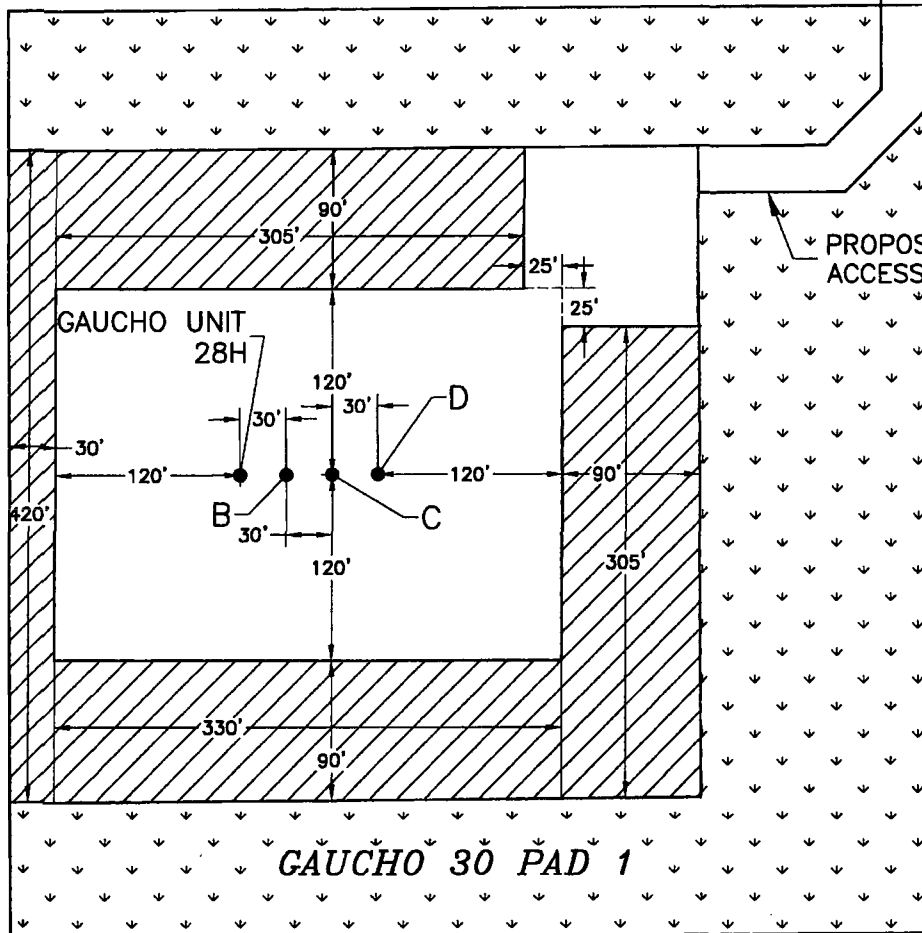 90'
305'
25'
PROPOS
ACCESS
25'
GAUCHO UNIT
28H
120'
30'
30'
D
30'
120'
120'
90'
B
C
420'
30'
120'
305'
330'
90'
GAUCHO 30 PAD 1